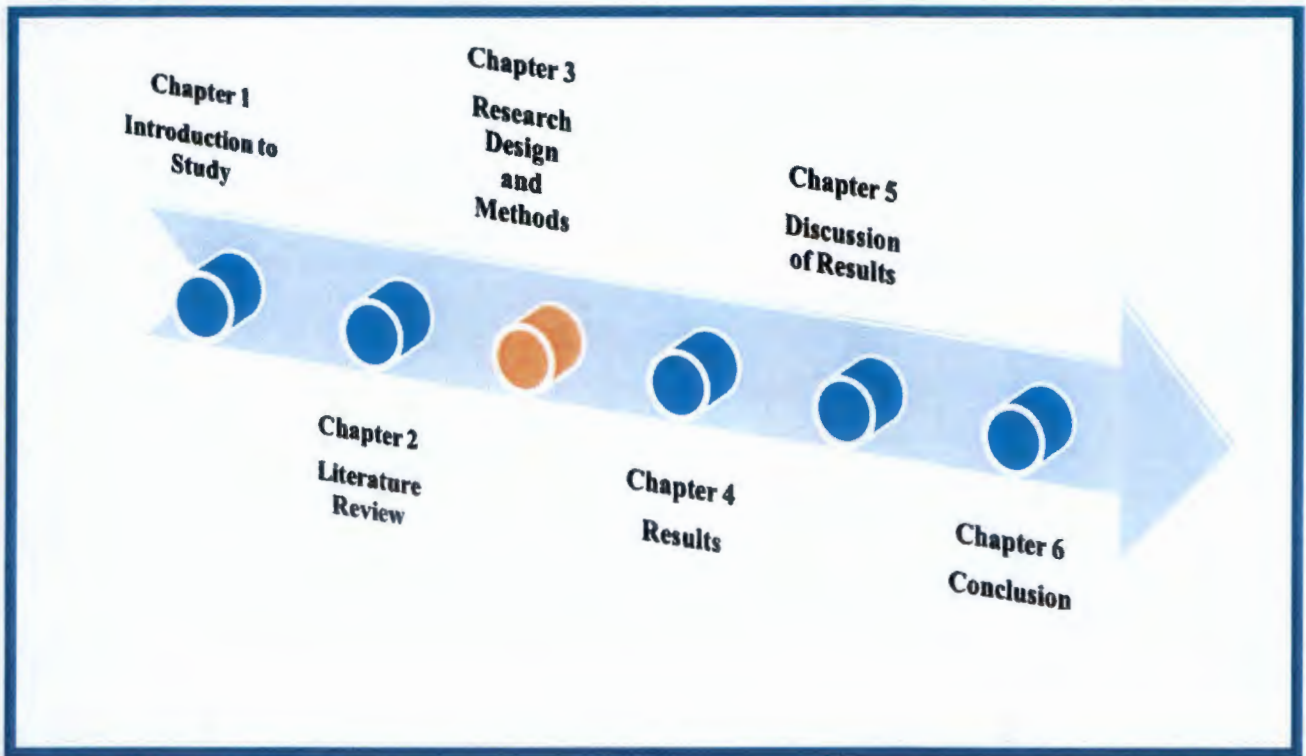 Chapter 1
Introduction to
Study
Chapter 2
Literature
Review
Chapter 3
Research
Design
and
Methods
Chapter 4
Results
Chapter 5
Discussion
of Results
Chapter 6
Conclusion